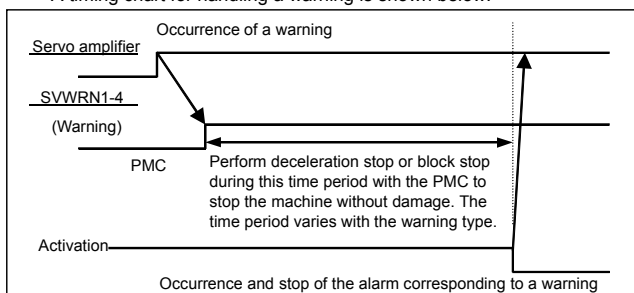 A timing chart for handling a warning is shown below.
Occurrence of a warning
Servo amplifier
SVWRN1-4
(Warning)
PMC
Perform deceleration stop or block stop
during this time period with the PMC to
stop the machine without damage. The
time period varies with the warning type.
Activation
Occurrence and stop of the alarm corresponding to a warning